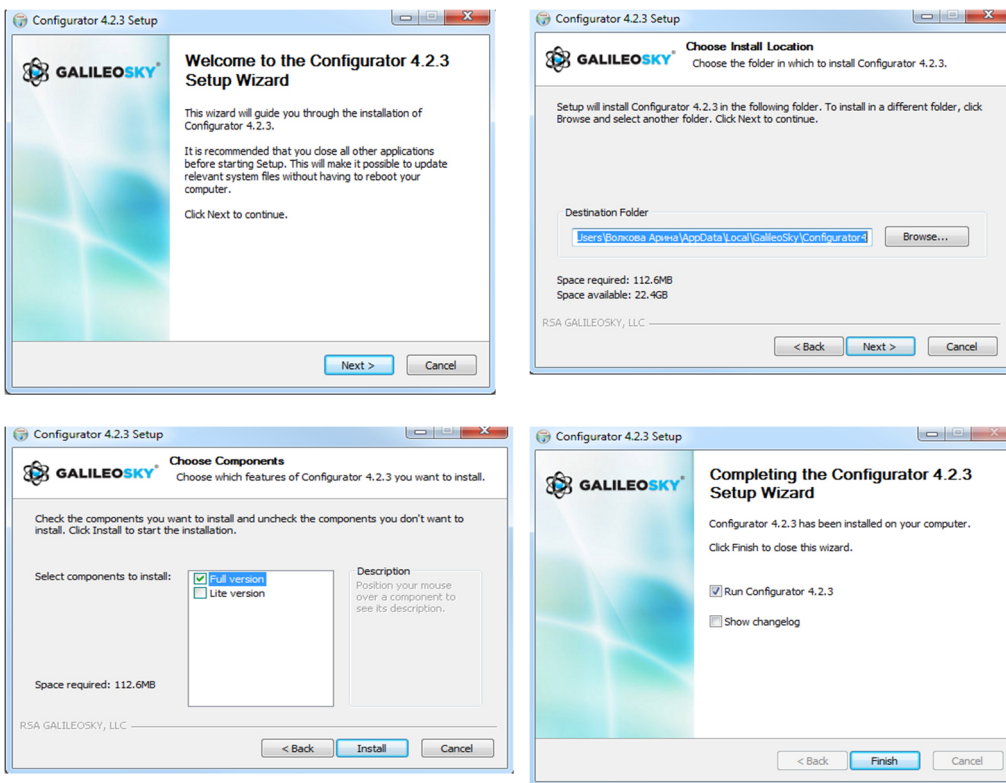 Configurator 4.2.3 Setup
GALILEOSKY®
Welcome to the Configurator 4.2.3
Setup Wizard
This wizard will guide you through the installation of
Configurator 4.2.3.
It is recommended that you close all other applications
before starting Setup. This will make it possible to update
relevant system files without having to reboot your
computer.
Click Next to continue.
Next >
Cancel
Configurator 4.2.3 Setup
GALILEOSKY®
Choose Install Location
Choose the folder in which to install Configurator 4.2.3.
Setup will install Configurator 4.2.3 in the following folder. To install in a different folder, click
Browse and select another folder. Click Next to continue.
Destination Folder
Users\Волкова Арина\AppData\Local\GalileoSky\Configurator4
Browse...
Space required: 112.6MB
Space available: 22.4GB
RSA GALILEOSKY, LLC
< Back
Next >
Cancel
Configurator 4.2.3 Setup
GALILEOSKY®
Choose Components
Choose which features of Configurator 4.2.3 you want to install.
Check the components you want to install and uncheck the components you don't want to
install. Click Install to start the installation.
Select components to install:
Full version
Lite version
Description
Position your mouse
over a component to
see its description.
Space required: 112.6MB
RSA GALILEOSKY, LLC
< Back
Install
Cancel
Configurator 4.2.3 Setup
GALILEOSKY®
Completing the Configurator 4.2.3
Setup Wizard
Configurator 4.2.3 has been installed on your computer.
Click Finish to close this wizard.
Run Configurator 4.2.3
Show changelog
< Back
Finish
Cancel